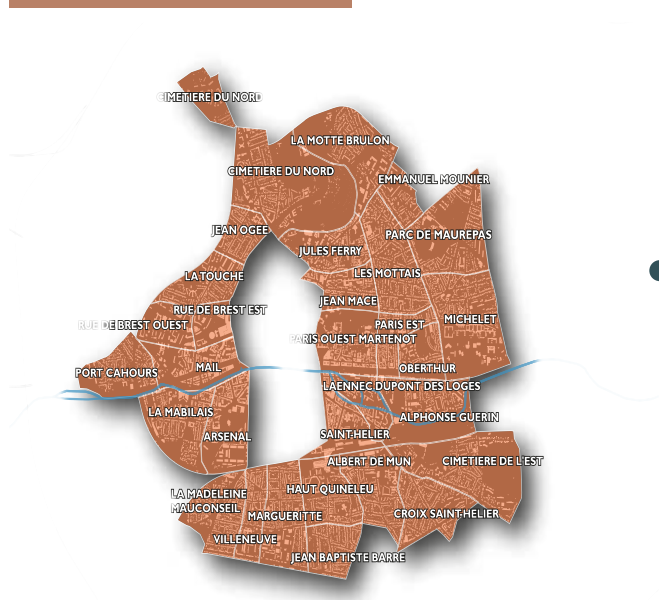 CIMETIERE DU NORD
LA MOTTE BRULON
CIMETIERE DU NORD
EMMANUEL MOUNIER
JEAN OGEE
PARC DE MAUREPAS
JULES FERRY
LA TOUCHE
LES MOTTAIS
JEAN MACE
RUE DE BREST EST
RUE DE BREST OUEST
PARIS EST
MICHELET
PARIS OUEST MARTENOT
MAIL
OBERTHUR
PORT CAHOURS
LAENNEC DUPONT DES LOGES
LA MABILAIS
ALPHONSE GUERIN
ARSENAL
SAINT-HELIER
ALBERT DE MUN
CIMETIERE DE L'EST
HAUT QUINELEU
LA MADELEINE
MAUCONSEIL
MARGUERITTE
CROIX SAINT-HELIER
VILLENEUVE
JEAN BAPTISTE BARRE